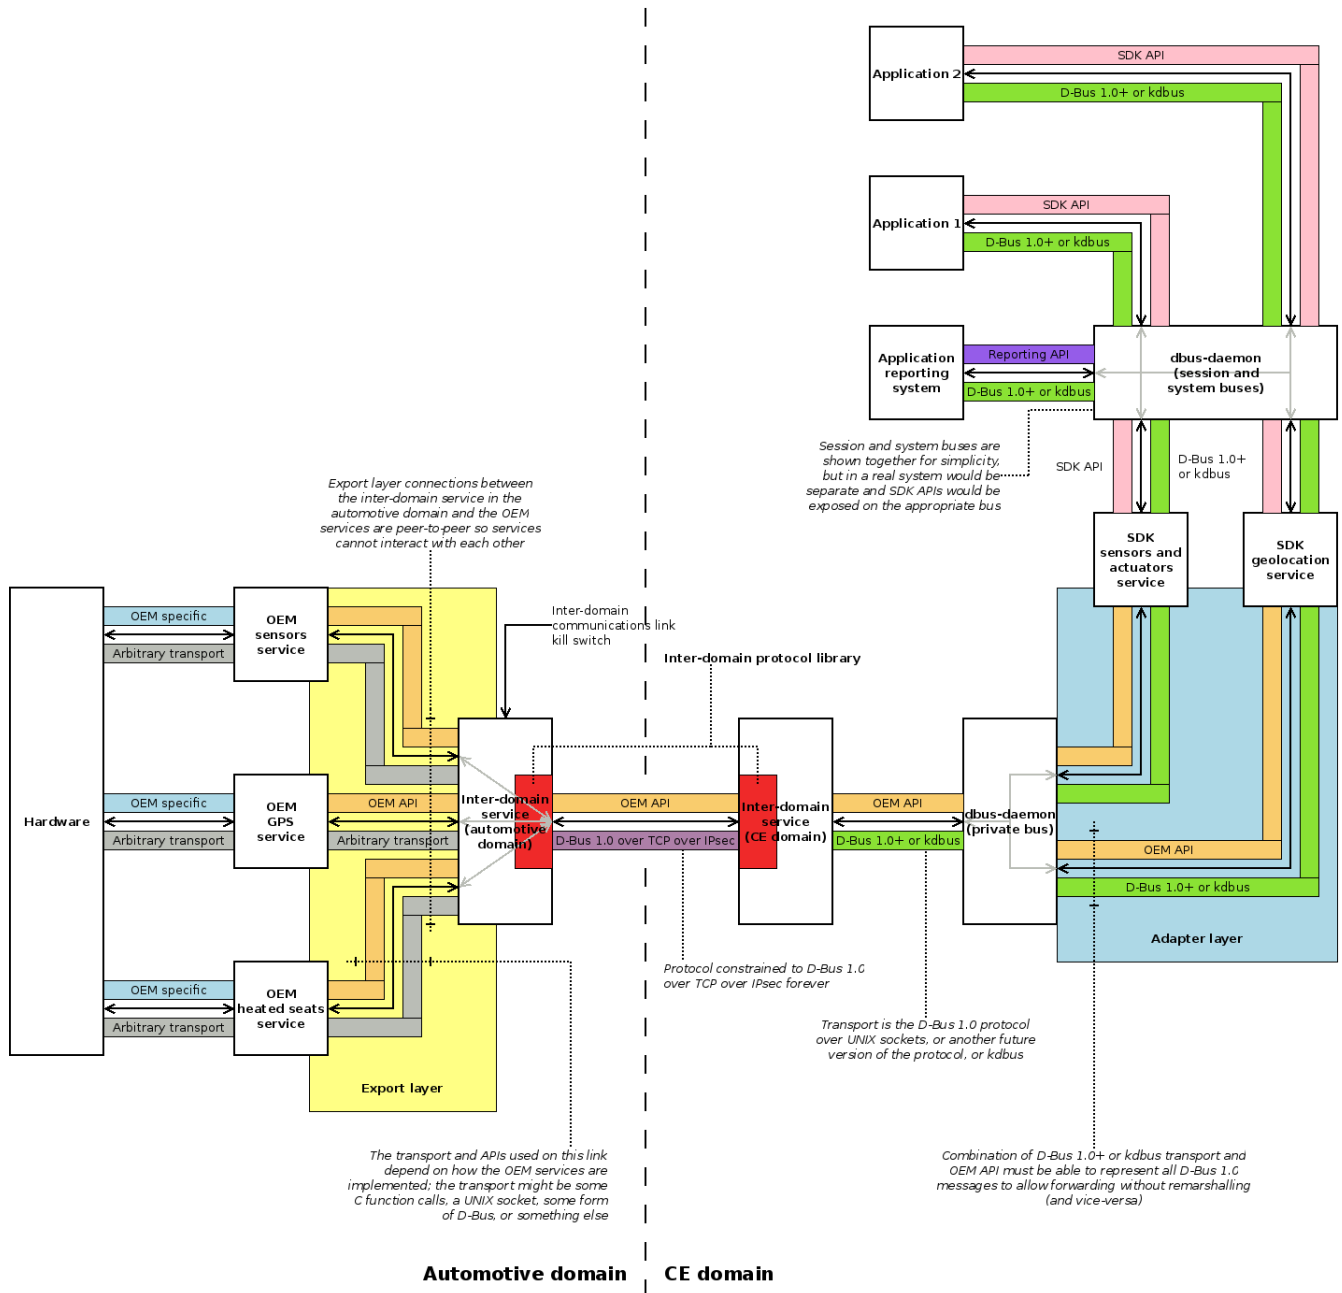 SDK API
Application 2
D-Bus 1.0+ or kdbus
SDK API
Application 1
D-Bus 1.0+ or kdbus
Application
reporting
system
Reporting API
D-Bus 1.0+ or kdbus
dbus-daemon
(session and
system buses)
Session and system buses are
shown together for simplicity,
but in a real system would be
separate and SDK APIs would be
exposed on the appropriate bus
SDK API
D-Bus 1.0+
or kdbus
Export layer connections between
the inter-domain service in the
automotive domain and the OEM
services are peer-to-peer so services
cannot interact with each other
SDK
sensors and
actuators
service
SDK
geolocation
service
Inter-domain
communications link
kill switch
Inter-domain protocol library
Hardware
OEM specific
Arbitrary transport
OEM
sensors
service
OEM specific
Arbitrary transport
OEM
GPS
service
OEM API
Arbitrary transport
Inter-domain
service
(automotive
domain)
OEM API
D-Bus 1.0 over TCP over IPsec
Inter-domain
service
(CE domain)
OEM API
D-Bus 1.0+ or kdbus
dbus-daemon
(private bus)
OEM API
D-Bus 1.0+ or kdbus
Adapter layer
OEM specific
Arbitrary transport
OEM
heated seats
service
Export layer
Protocol constrained to D-Bus 1.0
over TCP over IPsec forever
Transport is the D-Bus 1.0 protocol
over UNIX sockets, or another future
version of the protocol, or kdbus
The transport and APIs used on this link
depend on how the OEM services are
implemented; the transport might be some
C function calls, a UNIX socket, some form
of D-Bus, or something else
Combination of D-Bus 1.0+ or kdbus transport and
OEM API must be able to represent all D-Bus 1.0
messages to allow forwarding without remarshalling
(and vice-versa)
Automotive domain
CE domain